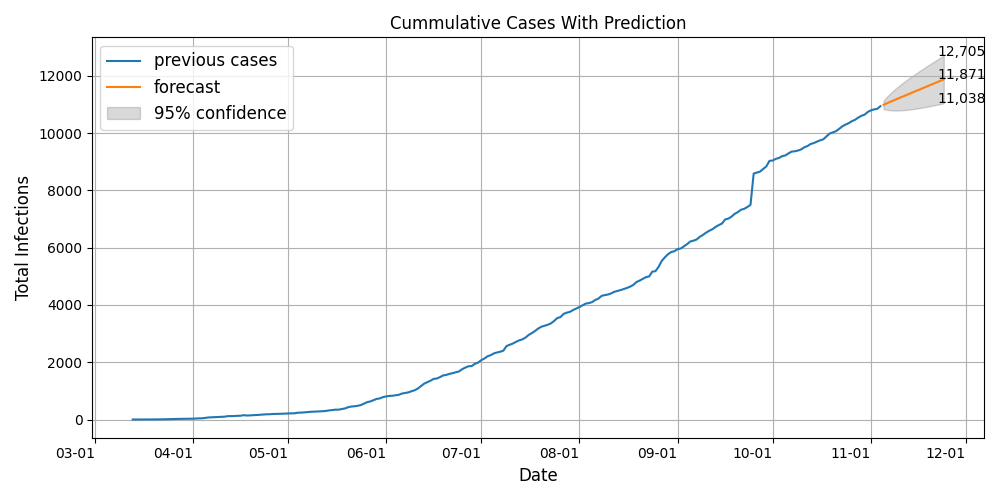 Cummulative Cases With Prediction
previous cases
forecast
95% confidence
12,705
11,871
11,038
12000
10000
8000
6000
4000
2000
0
Total Infections
03-01 04-01 05-01 06-01 07-01 08-01 09-01 10-01 11-01 12-01
Date